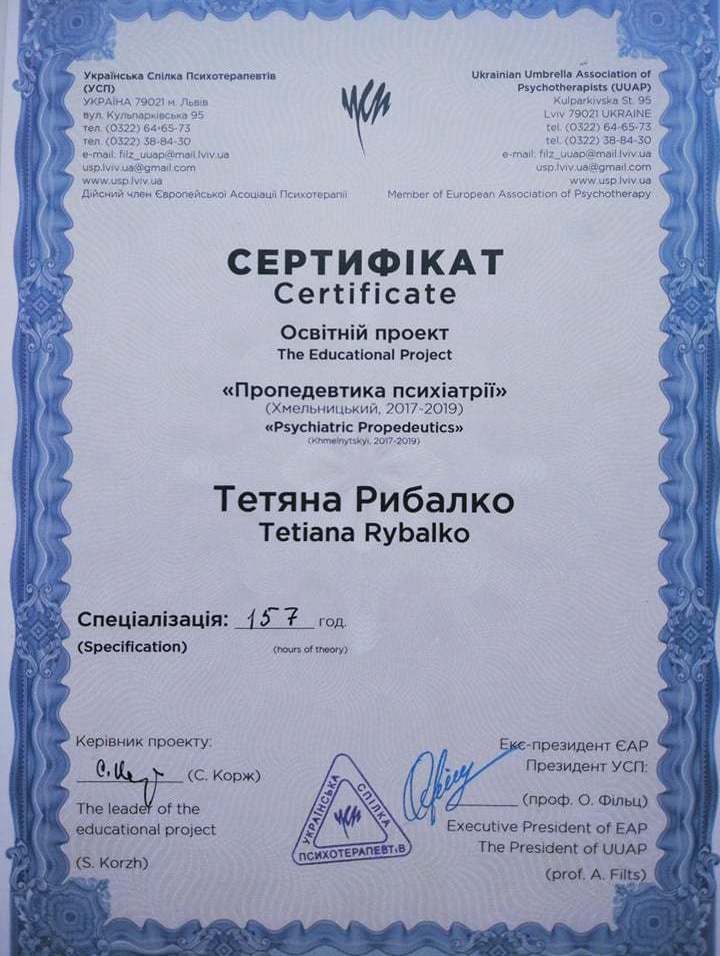 Українська Спілка Психотерапевтів
(УСП)
УКРАЇНА 79021 м. Львів
вул. Кульпарківська 95
тел. (0322) 64-65-73
тел. (0322) 38-84-30
e-mail: filz_uuap@mail.lviv.ua
usp.lviv.ua@gmail.com
www.usp.lviv.ua
Дійсний член Європейської Асоціації Психотерапії
усп
Ukrainian Umbrella Association of
Psychotherapists (UUAP)
Kulparkivska St. 95
Lviv 79021 UKRAINE
tel. (0322) 64-65-73
tel. (0322) 38-84-30
e-mail: filz_uuap@mail.lviv.ua
usp.lviv.ua@gmail.com
www.usp.lviv.ua
Member of European Association of Psychotherapy
СЕРТИФІКАТ
Certificate
Освітній проект
The Educational Project
«Пропедевтика психіатрії»
(Хмельницький, 2017-2019)
«Psychiatric Propedeutics»
(Khmelnytskyi, 2017-2019)
Тетяна Рибалко
Tetiana Rybalko
Спеціалізація: 157 год.
(Specification) (hours of theory)
Керівник проекту:
(С. Корж)
The leader of the
educational project
(S. Korzh)
УКРАЇНСЬКА
СПІЛКА
ПСИХОТЕРАПЕВТІВ
усп
Екс-президент ЄАР
Президент УСП:
(проф. О. Фільц)
Executive President of EAP
The President of UUAP
(prof. A. Filts)